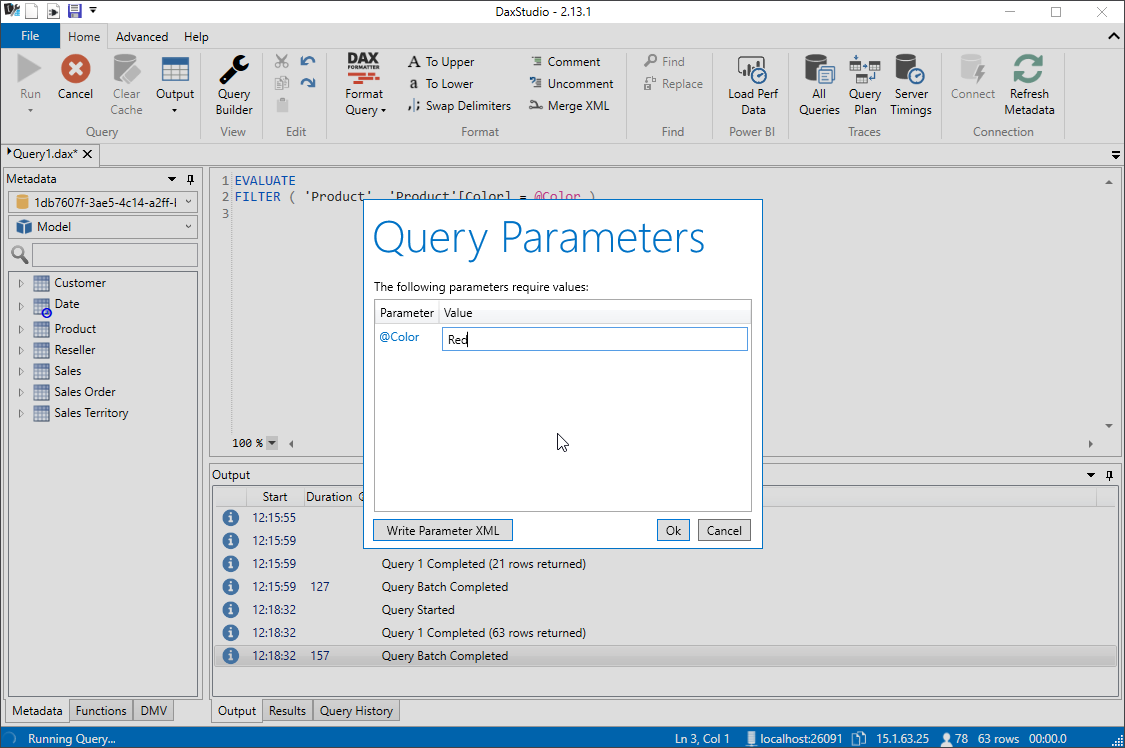 DaxStudio - 2.13.1
File Home Advanced Help
Run Cancel Clear Cache Output
Query
Query Builder
View
Edit
DAX FORMATTER
Format Query
To Upper
a To Lower
Swap Delimiters
Comment
Uncomment
Merge XML
Format
Find
Replace
Find
Load Perf Data
Power BI
All Queries Query Plan Server Timings
Traces
Connect Refresh Metadata
Connection
Query1.dax*
Metadata
1db7607f-3ae5-4c14-a2ff-
Model
Customer
Date
Product
Reseller
Sales
Sales Order
Sales Territory
Metadata Functions DMV
1 EVALUATE
2 FILTER ( 'Product', 'Product'[Color] = @Color )
3
100 %
Query Parameters
The following parameters require values:
Parameter Value
@Color Red
Write Parameter XML Ok Cancel
Output
Start Duration
12:15:55
12:15:59
12:15:59 Query 1 Completed (21 rows returned)
12:15:59 127 Query Batch Completed
12:18:32 Query Started
12:18:32 Query 1 Completed (63 rows returned)
12:18:32 157 Query Batch Completed
Output Results Query History
Running Query... Ln 3, Col 1 localhost:26091 15.1.63.25 78 63 rows 00:00.0